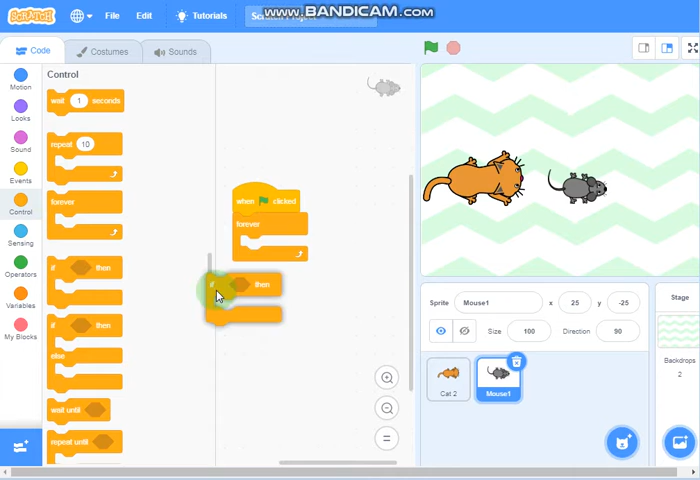 SCRATCH File Edit Tutorials Scratch Project
www.BANDICAM.com
Code Costumes Sounds
Motion
Looks
Sound
Events
Control
Sensing
Operators
Variables
My Blocks
Control
wait 1 seconds
repeat 10
forever
if then
if then
else
wait until
repeat until
when clicked
forever
if then
Sprite Mouse1 x 25 y -25
Size 100 Direction 90
Cat 2
Mouse1
Stage
Backdrops
2